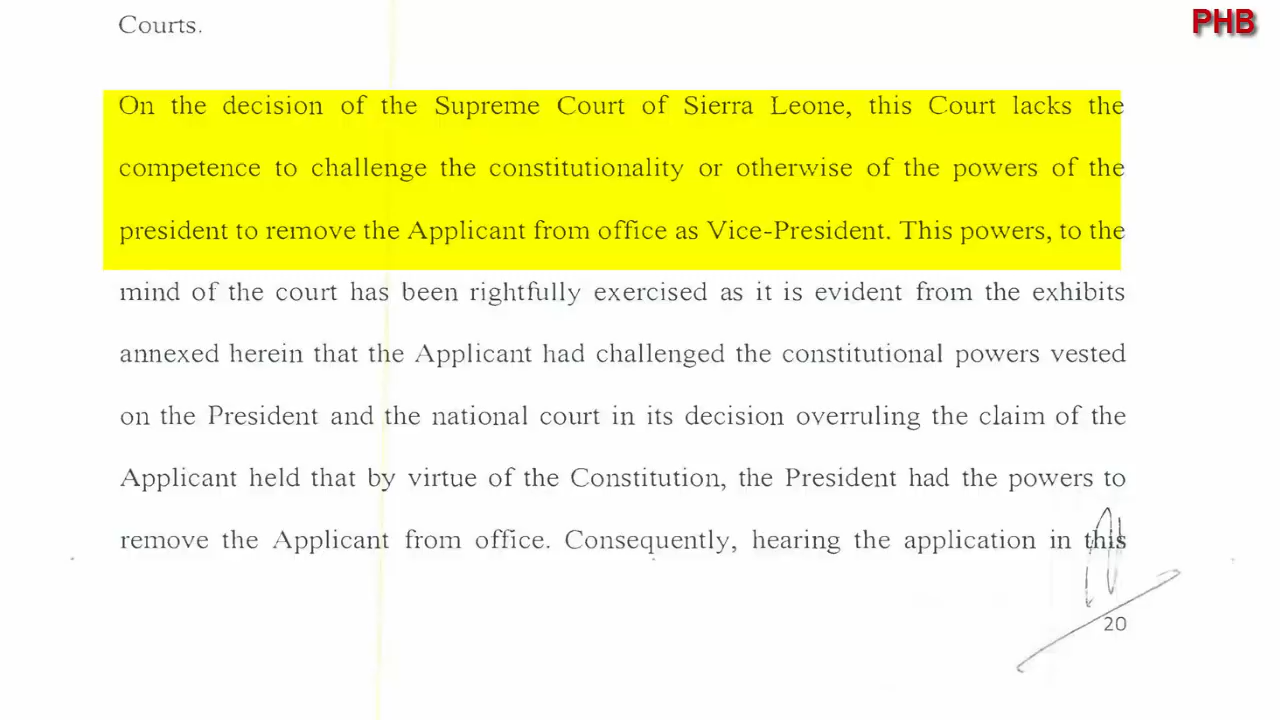 PHB
Courts.
On the decision of the Supreme Court of Sierra Leone, this Court lacks the
competence to challenge the constitutionality or otherwise of the powers of the
president to remove the Applicant from office as Vice-President. This powers, to the
mind of the court has been rightfully exercised as it is evident from the exhibits
annexed herein that the Applicant had challenged the constitutional powers vested
on the President and the national court in its decision overruling the claim of the
Applicant held that by virtue of the Constitution, the President had the powers to
remove the Applicant from office. Consequently, hearing the application in this
20